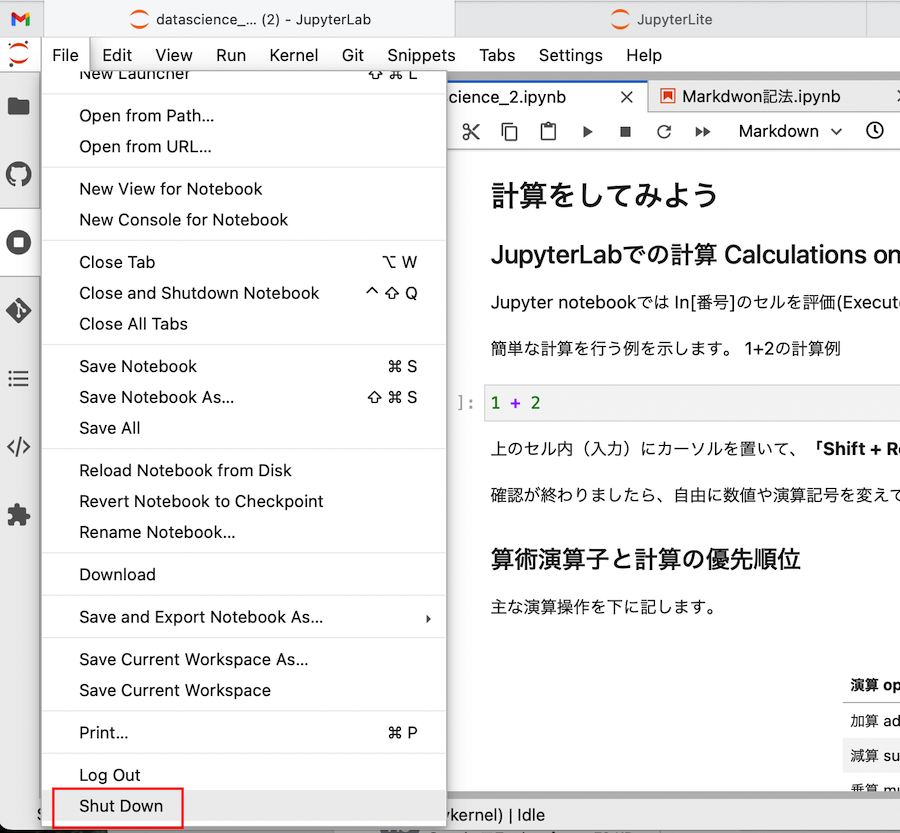 datascience_... (2) - JupyterLab
JupyterLite
File Edit View Run Kernel Git Snippets Tabs Settings Help
New Launcher ⇧ ⌘ L
Open from Path...
Open from URL...
New View for Notebook
New Console for Notebook
Close Tab ⌥ W
Close and Shutdown Notebook ^ ⇧ Q
Close All Tabs
Save Notebook ⌘ S
Save Notebook As... ⇧ ⌘ S
Save All
Reload Notebook from Disk
Revert Notebook to Checkpoint
Rename Notebook...
Download
Save and Export Notebook As...
Save Current Workspace As...
Save Current Workspace
Print... ⌘ P
Log Out
Shut Down
cience_2.ipynb
Markdwon記法.ipynb
Markdown
計算をしてみよう
JupyterLabでの計算 Calculations on
Jupyter notebookでは In[番号]のセルを評価(Execut
簡単な計算を行う例を示します。 1+2の計算例
]: 1 + 2
上のセル内（入力）にカーソルを置いて、「Shift + R
確認が終わりましたら、自由に数値や演算記号を変えて
算術演算子と計算の優先順位
主な演算操作を下に記します。
演算 op
加算 ad
減算 su
乗算 mu
ykernel) | Idle